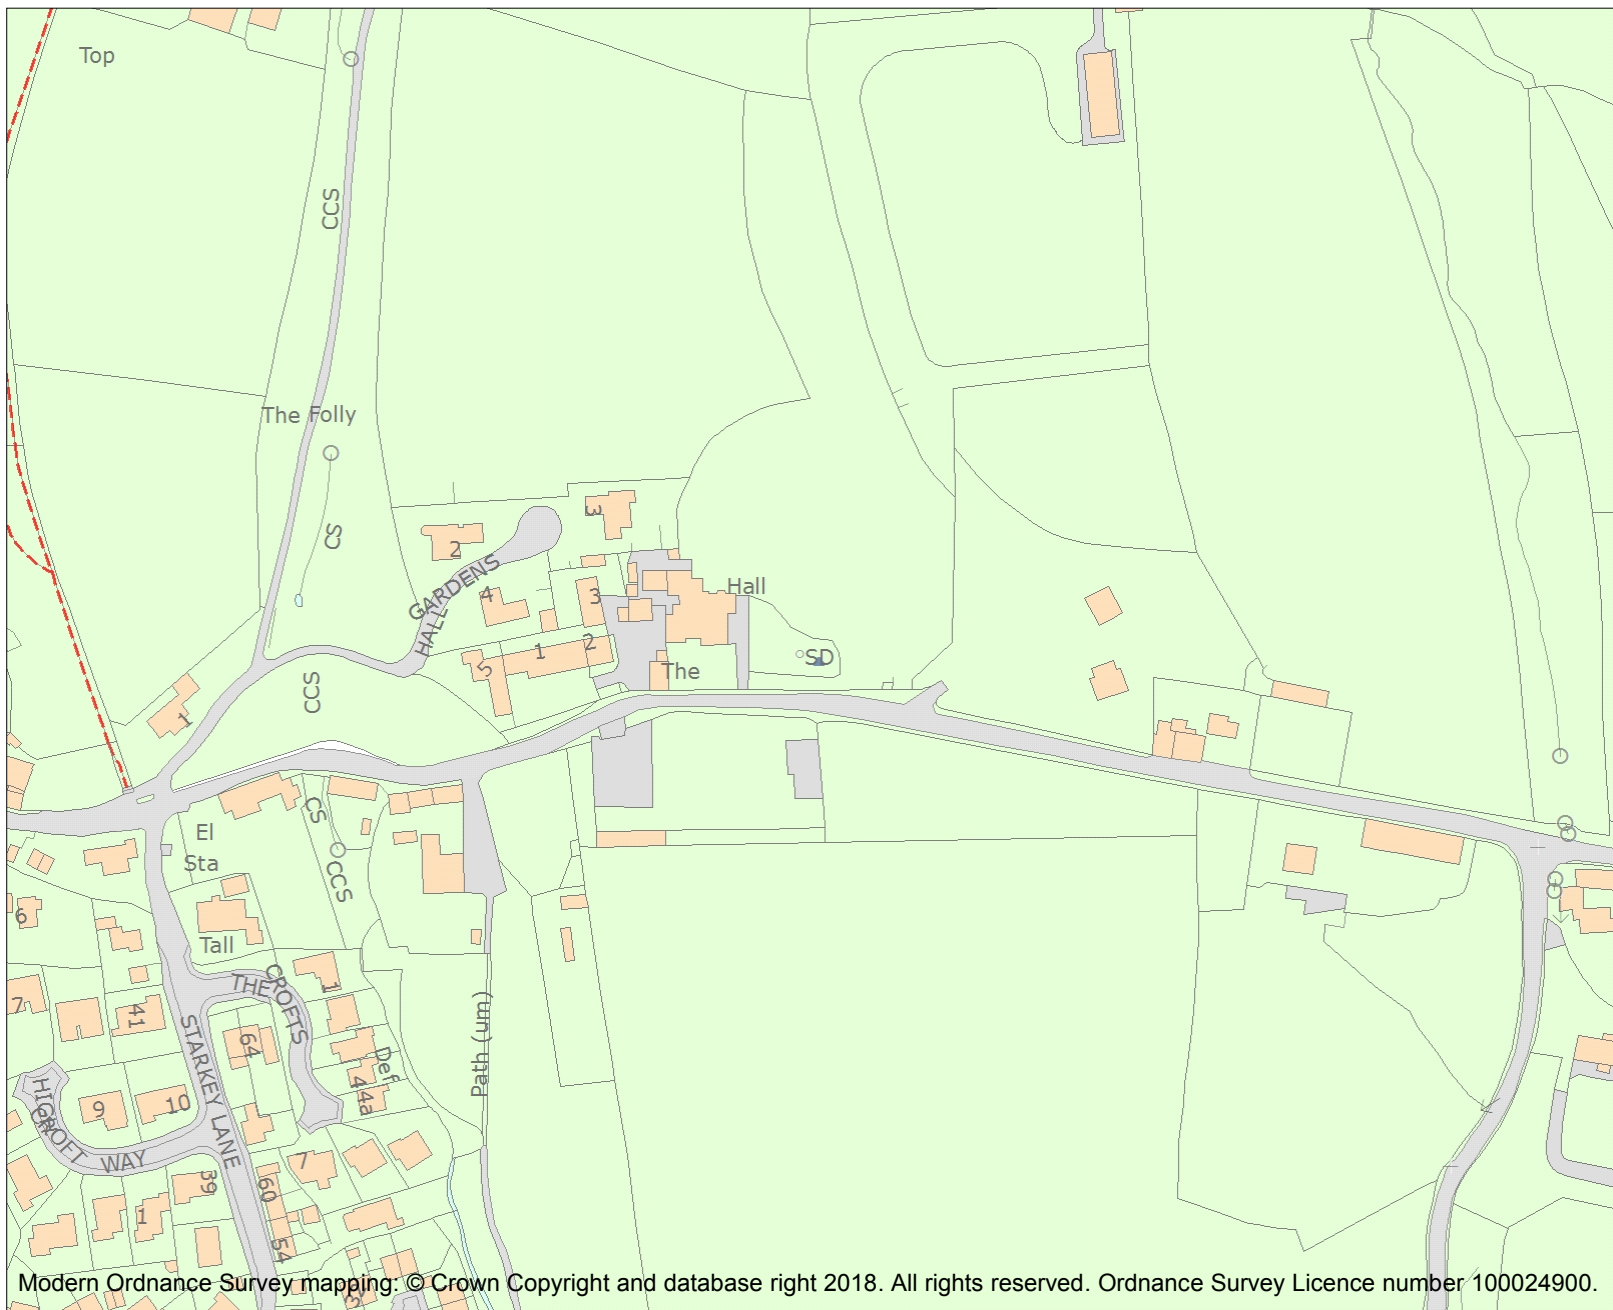 Top
CCS
The Folly
CS
3
2
GARDENS
HALL
4
3
Hall
5
1
2
The
SD
CCS
1
CS
El
Sta
CCS
6
Tall
THE
CROFTS
1
7
41
64
Path (um)
Def
44a
STARKEY LANE
HIGHCROFT WAY
9
10
7
39
60
1
54
Modern Ordnance Survey mapping: © Crown Copyright and database right 2018. All rights reserved. Ordnance Survey Licence number 100024900.